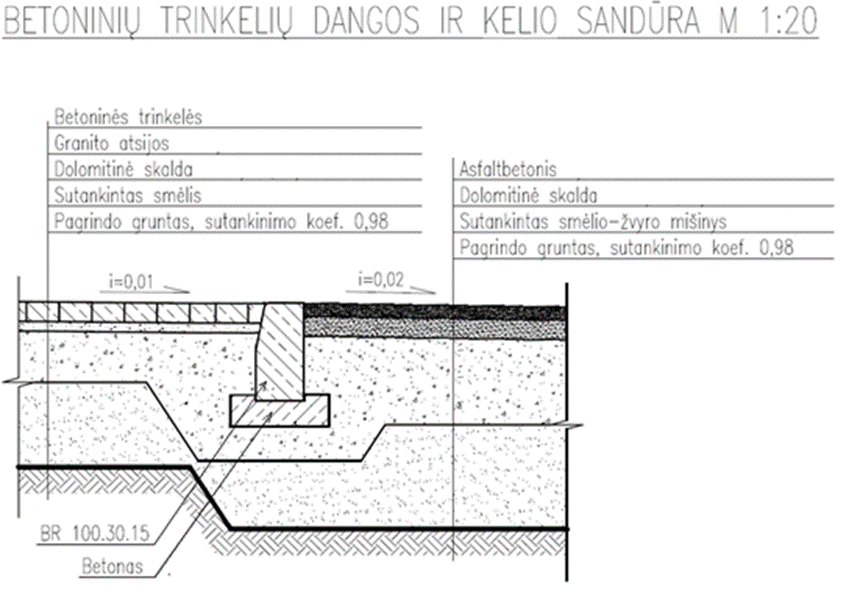 BETONINIŲ TRINKELIŲ DANGOS IR KELIO SANDŪRA M 1:20
Betoninės trinkelės
Granito atsijos
Dolomitinė skalda
Sutankintas smėlis
Pagrindo gruntas, sutankinimo koef. 0,98
Asfaltbetonis
Dolomitinė skalda
Sutankintas smėlio-žvyro mišinys
Pagrindo gruntas, sutankinimo koef. 0,98
i=0,01
i=0,02
BR 100.30.15
Betonas